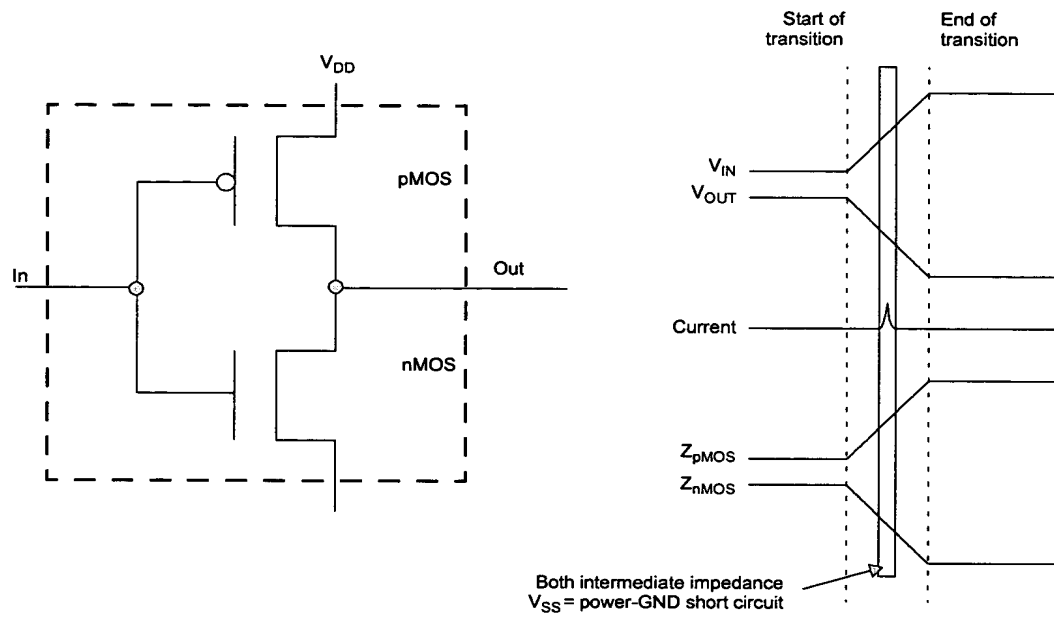 V_DD
pMOS
In
Out
nMOS
Start of
transition
End of
transition
V_IN
V_OUT
Current
Z_pMOS
Z_nMOS
Both intermediate impedance
V_SS = power-GND short circuit